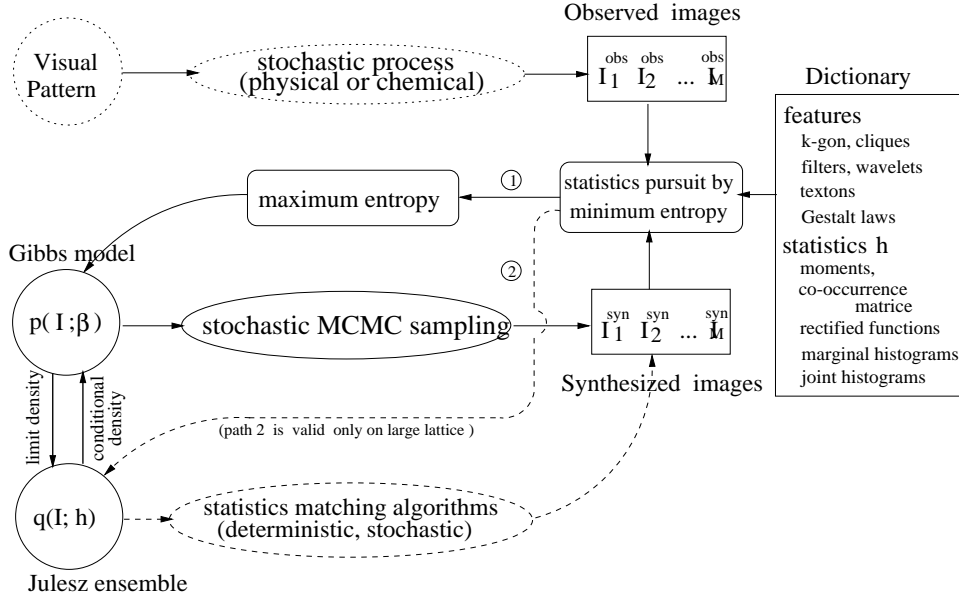 Observed images
Visual
Pattern
stochastic process
(physical or chemical)
I₁ᵒᵇˢ I₂ᵒᵇˢ ... I_Mᵒᵇˢ
Dictionary
features
k-gon, cliques
filters, wavelets
textons
Gestalt laws
statistics h
moments,
co-occurrence
matrice
rectified functions
marginal histograms
joint histograms
statistics pursuit by
minimum entropy
1
maximum entropy
2
Gibbs model
p( I ;β)
stochastic MCMC sampling
I₁ˢʸⁿ I₂ˢʸⁿ ... I_Mˢʸⁿ
Synthesized images
limit density
conditional
density
(path 2 is valid only on large lattice )
q(I; h)
statistics matching algorithms
(deterministic, stochastic)
Julesz ensemble